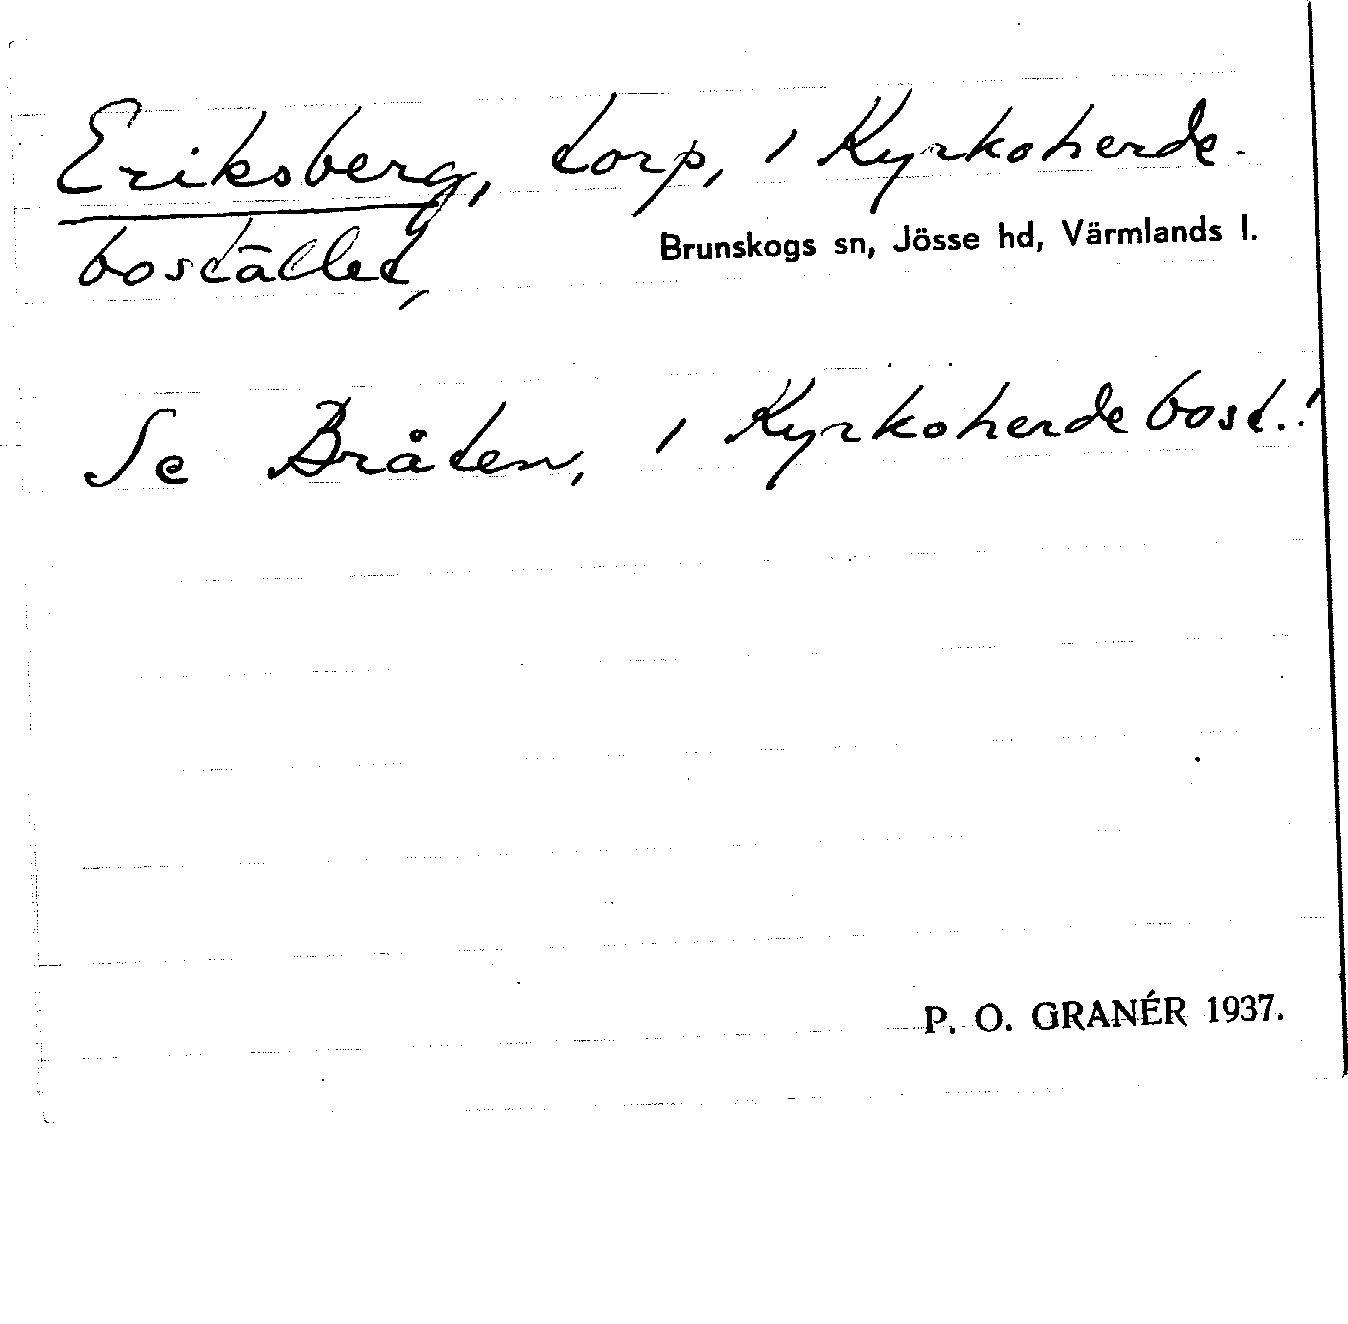 Eriksberg, torp, i Kyrkoherde-
bostället,
Brunskogs sn, Jösse hd, Värmlands l.
Se Bråten, i Kyrkoherdebost.!
P. O. GRANÉR 1937.